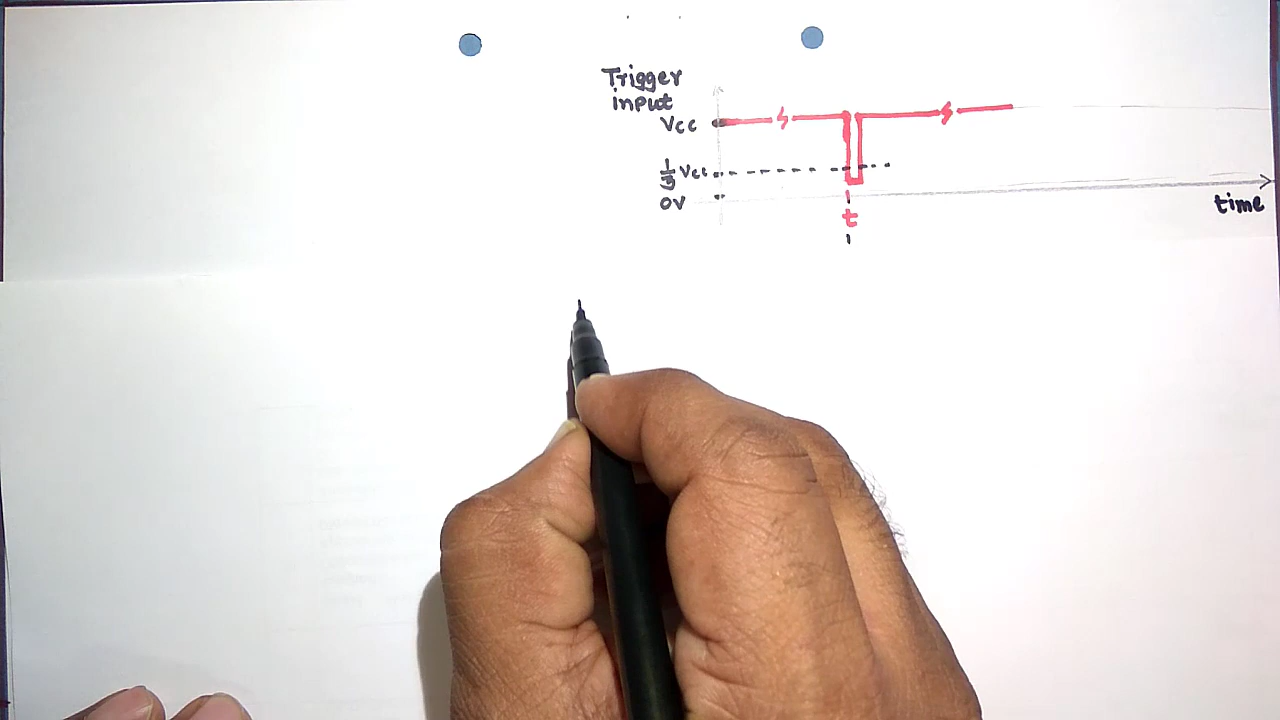 Trigger
input
Vcc
1/3 Vcc
0V
t
time